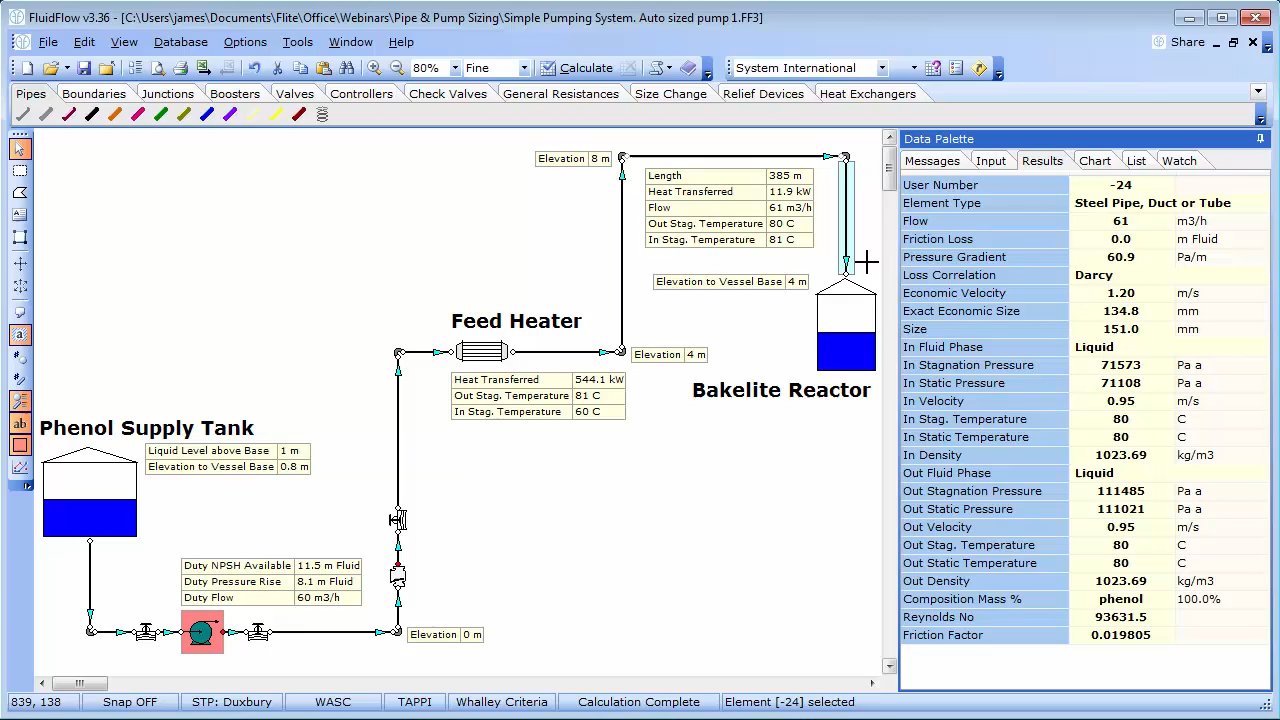 FluidFlow v3.36 - [C:\Users\james\Documents\Flite\Office\Webinars\Pipe & Pump Sizing\Simple Pumping System. Auto sized pump 1.FF3]
File Edit View Database Options Tools Window Help Share
80% Fine Calculate System International
Pipes Boundaries Junctions Boosters Valves Controllers Check Valves General Resistances Size Change Relief Devices Heat Exchangers
Elevation 8 m
Length 385 m
Heat Transferred 11.9 kW
Flow 61 m3/h
Out Stag. Temperature 80 C
In Stag. Temperature 81 C
Elevation to Vessel Base 4 m
Feed Heater
Elevation 4 m
Heat Transferred 544.1 kW
Out Stag. Temperature 81 C
In Stag. Temperature 60 C
Bakelite Reactor
Phenol Supply Tank
Liquid Level above Base 1 m
Elevation to Vessel Base 0.8 m
Duty NPSH Available 11.5 m Fluid
Duty Pressure Rise 8.1 m Fluid
Duty Flow 60 m3/h
Elevation 0 m
Data Palette
Messages Input Results Chart List Watch
User Number -24
Element Type Steel Pipe, Duct or Tube
Flow 61 m3/h
Friction Loss 0.0 m Fluid
Pressure Gradient 60.9 Pa/m
Loss Correlation Darcy
Economic Velocity 1.20 m/s
Exact Economic Size 134.8 mm
Size 151.0 mm
In Fluid Phase Liquid
In Stagnation Pressure 71573 Pa a
In Static Pressure 71108 Pa a
In Velocity 0.95 m/s
In Stag. Temperature 80 C
In Static Temperature 80 C
In Density 1023.69 kg/m3
Out Fluid Phase Liquid
Out Stagnation Pressure 111485 Pa a
Out Static Pressure 111021 Pa a
Out Velocity 0.95 m/s
Out Stag. Temperature 80 C
Out Static Temperature 80 C
Out Density 1023.69 kg/m3
Composition Mass % phenol 100.0%
Reynolds No 93631.5
Friction Factor 0.019805
a
ab
839, 138 Snap OFF STP: Duxbury WASC TAPPI Whalley Criteria Calculation Complete Element [-24] selected